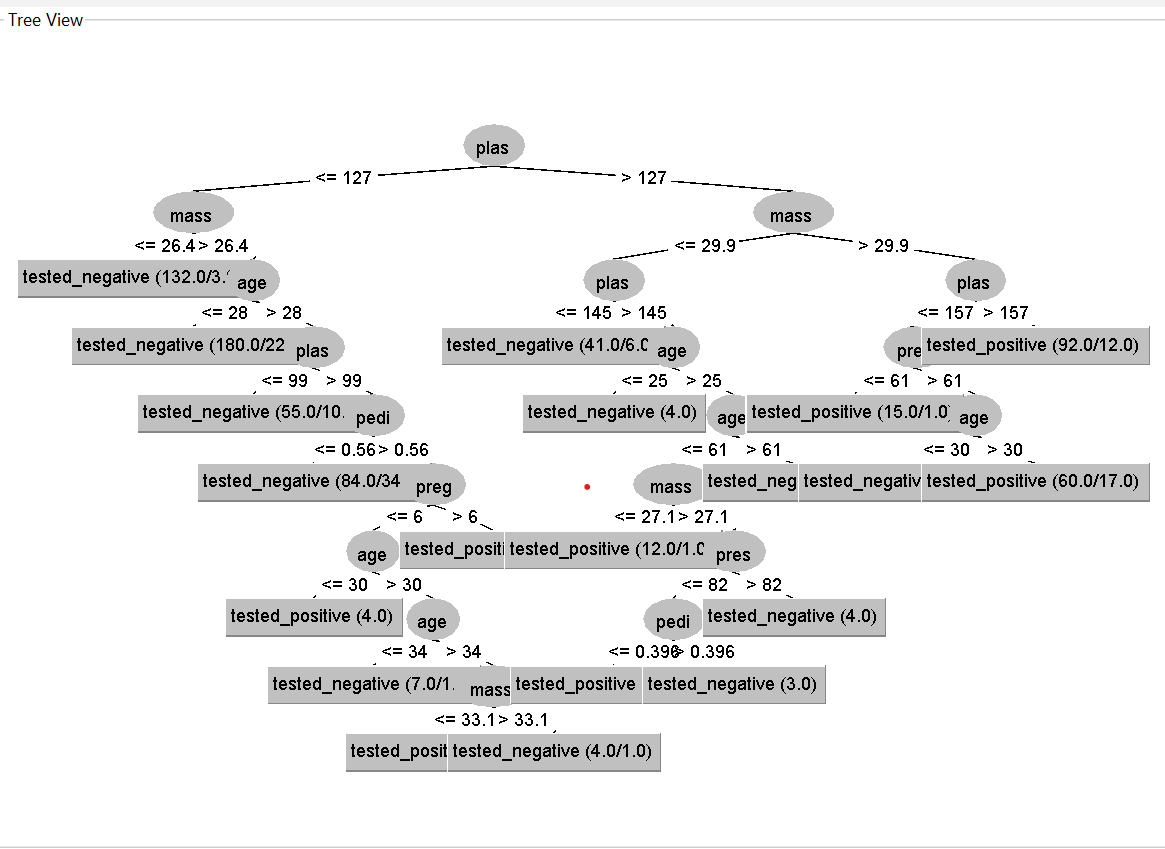 Tree View
plas
<= 127 > 127
mass mass
<= 26.4 > 26.4 <= 29.9 > 29.9
tested_negative (132.0/3. age plas plas
<= 28 > 28 <= 145 > 145 <= 157 > 157
tested_negative (180.0/22 plas tested_negative (41.0/6.0 age pre tested_positive (92.0/12.0)
<= 99 > 99 <= 25 > 25 <= 61 > 61
tested_negative (55.0/10. pedi tested_negative (4.0) age tested_positive (15.0/1.0 age
<= 0.56 > 0.56 <= 61 > 61 <= 30 > 30
tested_negative (84.0/34 preg mass tested_neg tested_negativ tested_positive (60.0/17.0)
<= 6 > 6 <= 27.1 > 27.1
age tested_positi tested_positive (12.0/1.0 pres
<= 30 > 30 <= 82 > 82
tested_positive (4.0) age pedi tested_negative (4.0)
<= 34 > 34 <= 0.396 > 0.396
tested_negative (7.0/1. mass tested_positive tested_negative (3.0)
<= 33.1 > 33.1
tested_posit tested_negative (4.0/1.0)